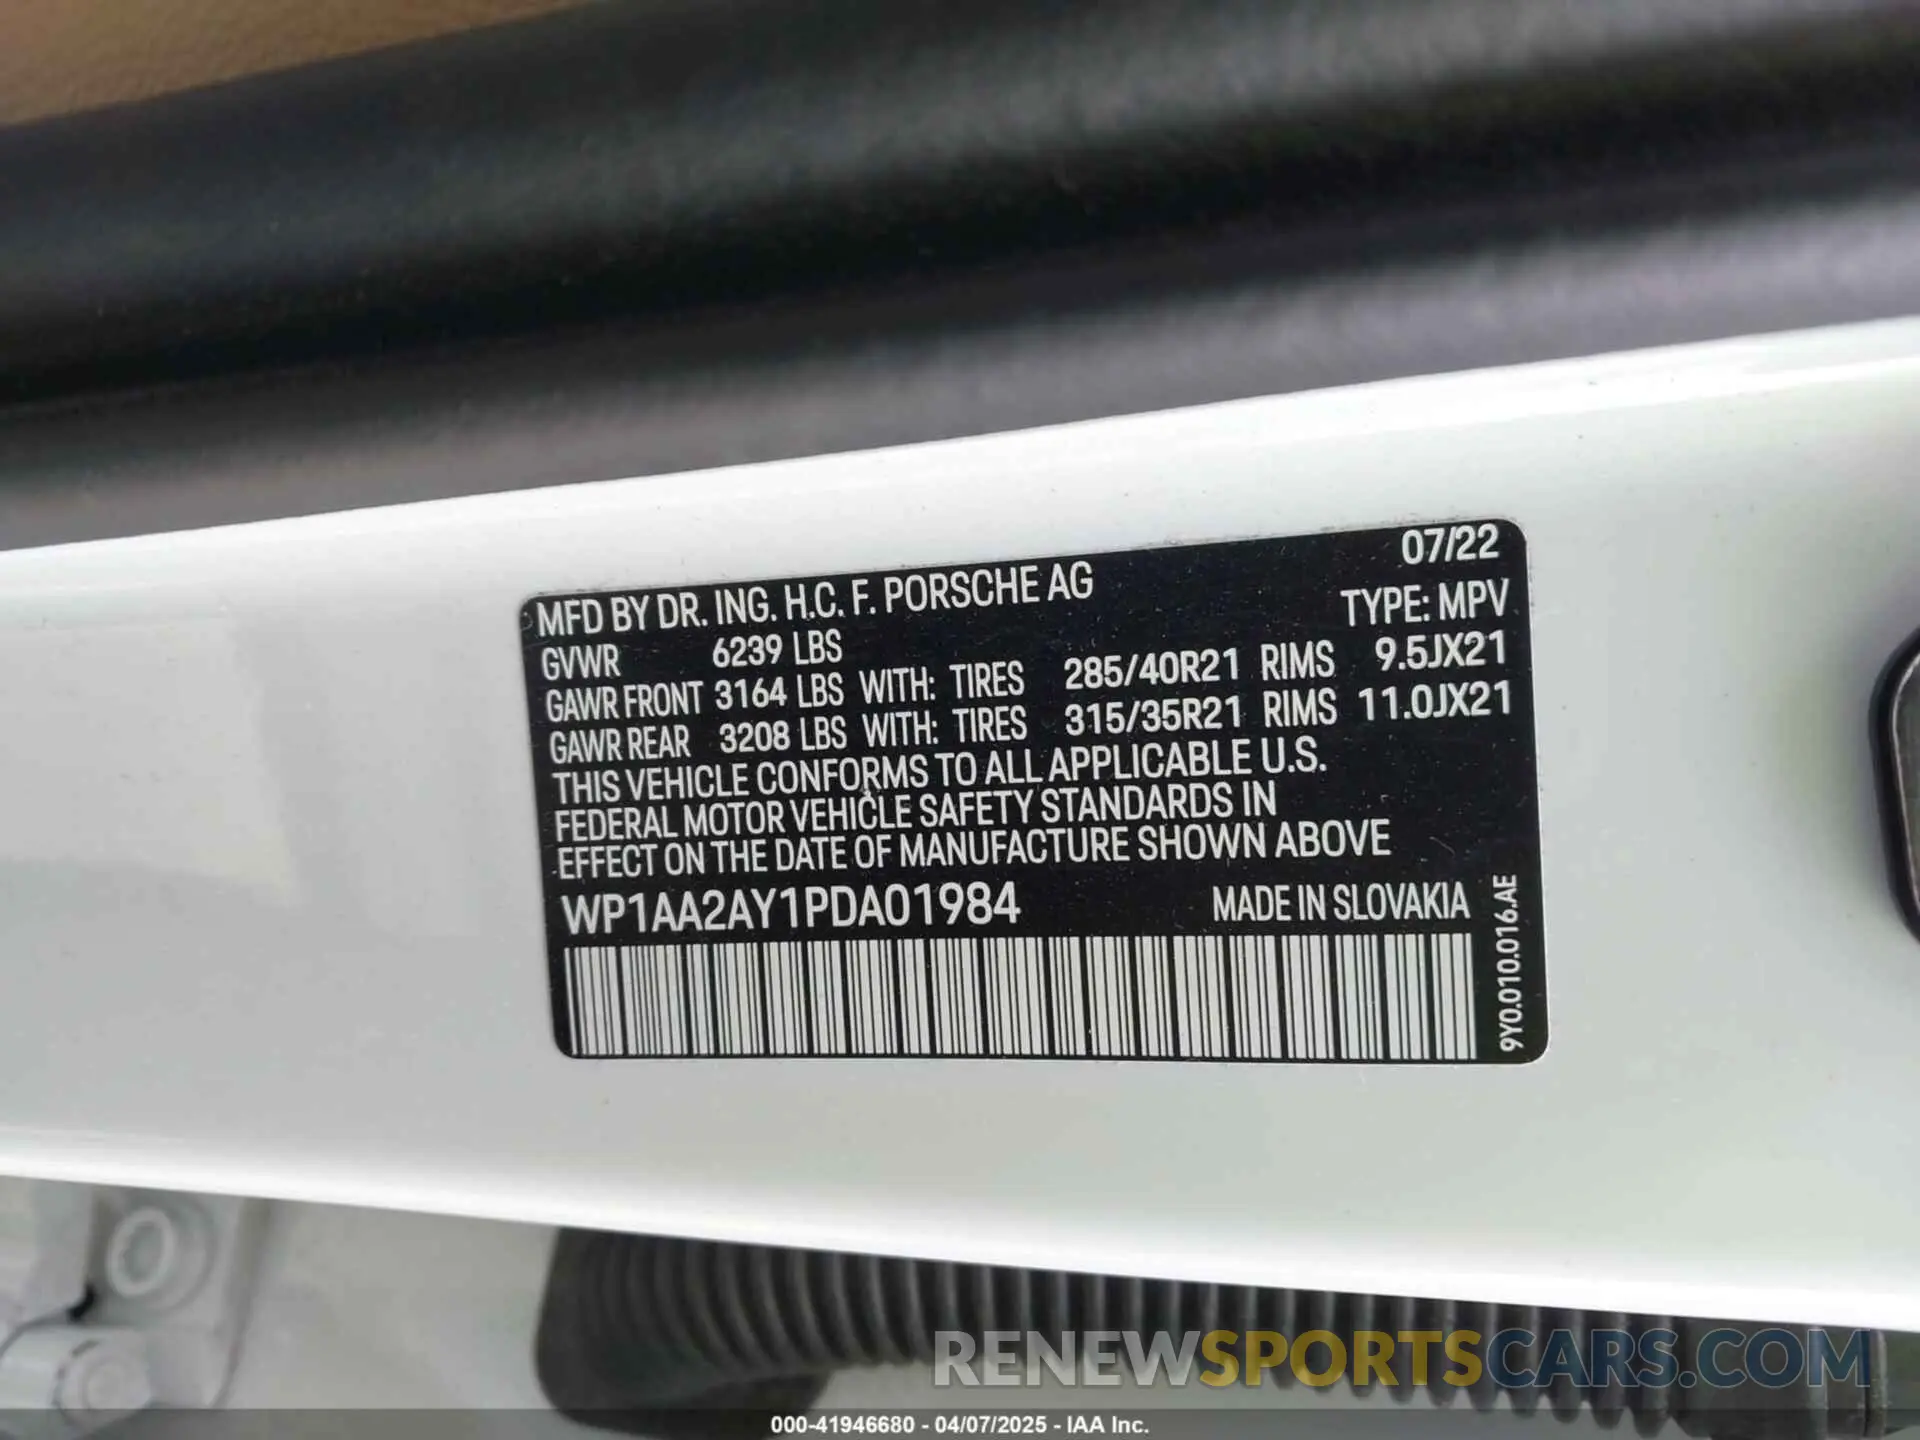 07/22
MFD BY DR. ING. H.C. F. PORSCHE AG
TYPE: MPV
GVWR 6239 LBS
GAWR FRONT 3164 LBS WITH: TIRES 285/40R21 RIMS 9.5JX21
GAWR REAR 3208 LBS WITH: TIRES 315/35R21 RIMS 11.0JX21
THIS VEHICLE CONFORMS TO ALL APPLICABLE U.S.
FEDERAL MOTOR VEHICLE SAFETY STANDARDS IN
EFFECT ON THE DATE OF MANUFACTURE SHOWN ABOVE
WP1AA2AY1PDA01984 MADE IN SLOVAKIA
9Y0.010.016.AE
RENEWSPORTSCARS.COM
000-41946680 - 04/07/2025 - IAA Inc.